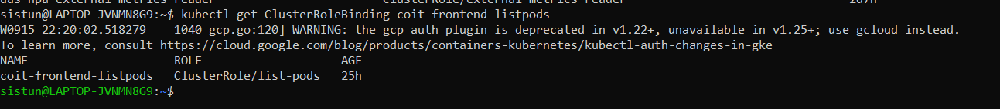 sistun@LAPTOP-JVNMN8G9:~$ kubectl get ClusterRoleBinding coit-frontend-listpods
W0915 22:20:02.518279    1040 gcp.go:120] WARNING: the gcp auth plugin is deprecated in v1.22+, unavailable in v1.25+; use gcloud instead.
To learn more, consult https://cloud.google.com/blog/products/containers-kubernetes/kubectl-auth-changes-in-gke
NAME                     ROLE                    AGE
coit-frontend-listpods   ClusterRole/list-pods   25h
sistun@LAPTOP-JVNMN8G9:~$